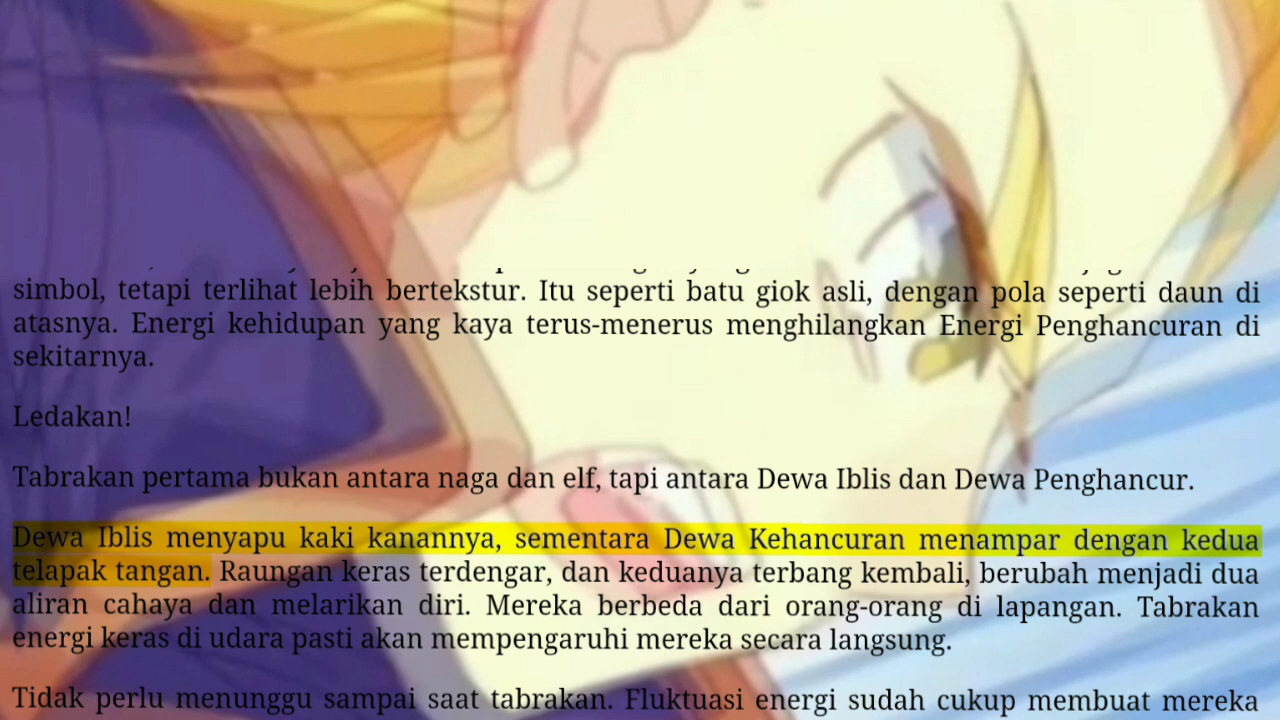 simbol, tetapi terlihat lebih bertekstur. Itu seperti batu giok asli, dengan pola seperti daun di
atasnya. Energi kehidupan yang kaya terus-menerus menghilangkan Energi Penghancuran di
sekitarnya.
Ledakan!
Tabrakan pertama bukan antara naga dan elf, tapi antara Dewa Iblis dan Dewa Penghancur.
Dewa Iblis menyapu kaki kanannya, sementara Dewa Kehancuran menampar dengan kedua
telapak tangan. Raungan keras terdengar, dan keduanya terbang kembali, berubah menjadi dua
aliran cahaya dan melarikan diri. Mereka berbeda dari orang-orang di lapangan. Tabrakan
energi keras di udara pasti akan mempengaruhi mereka secara langsung.
Tidak perlu menunggu sampai saat tabrakan. Fluktuasi energi sudah cukup membuat mereka